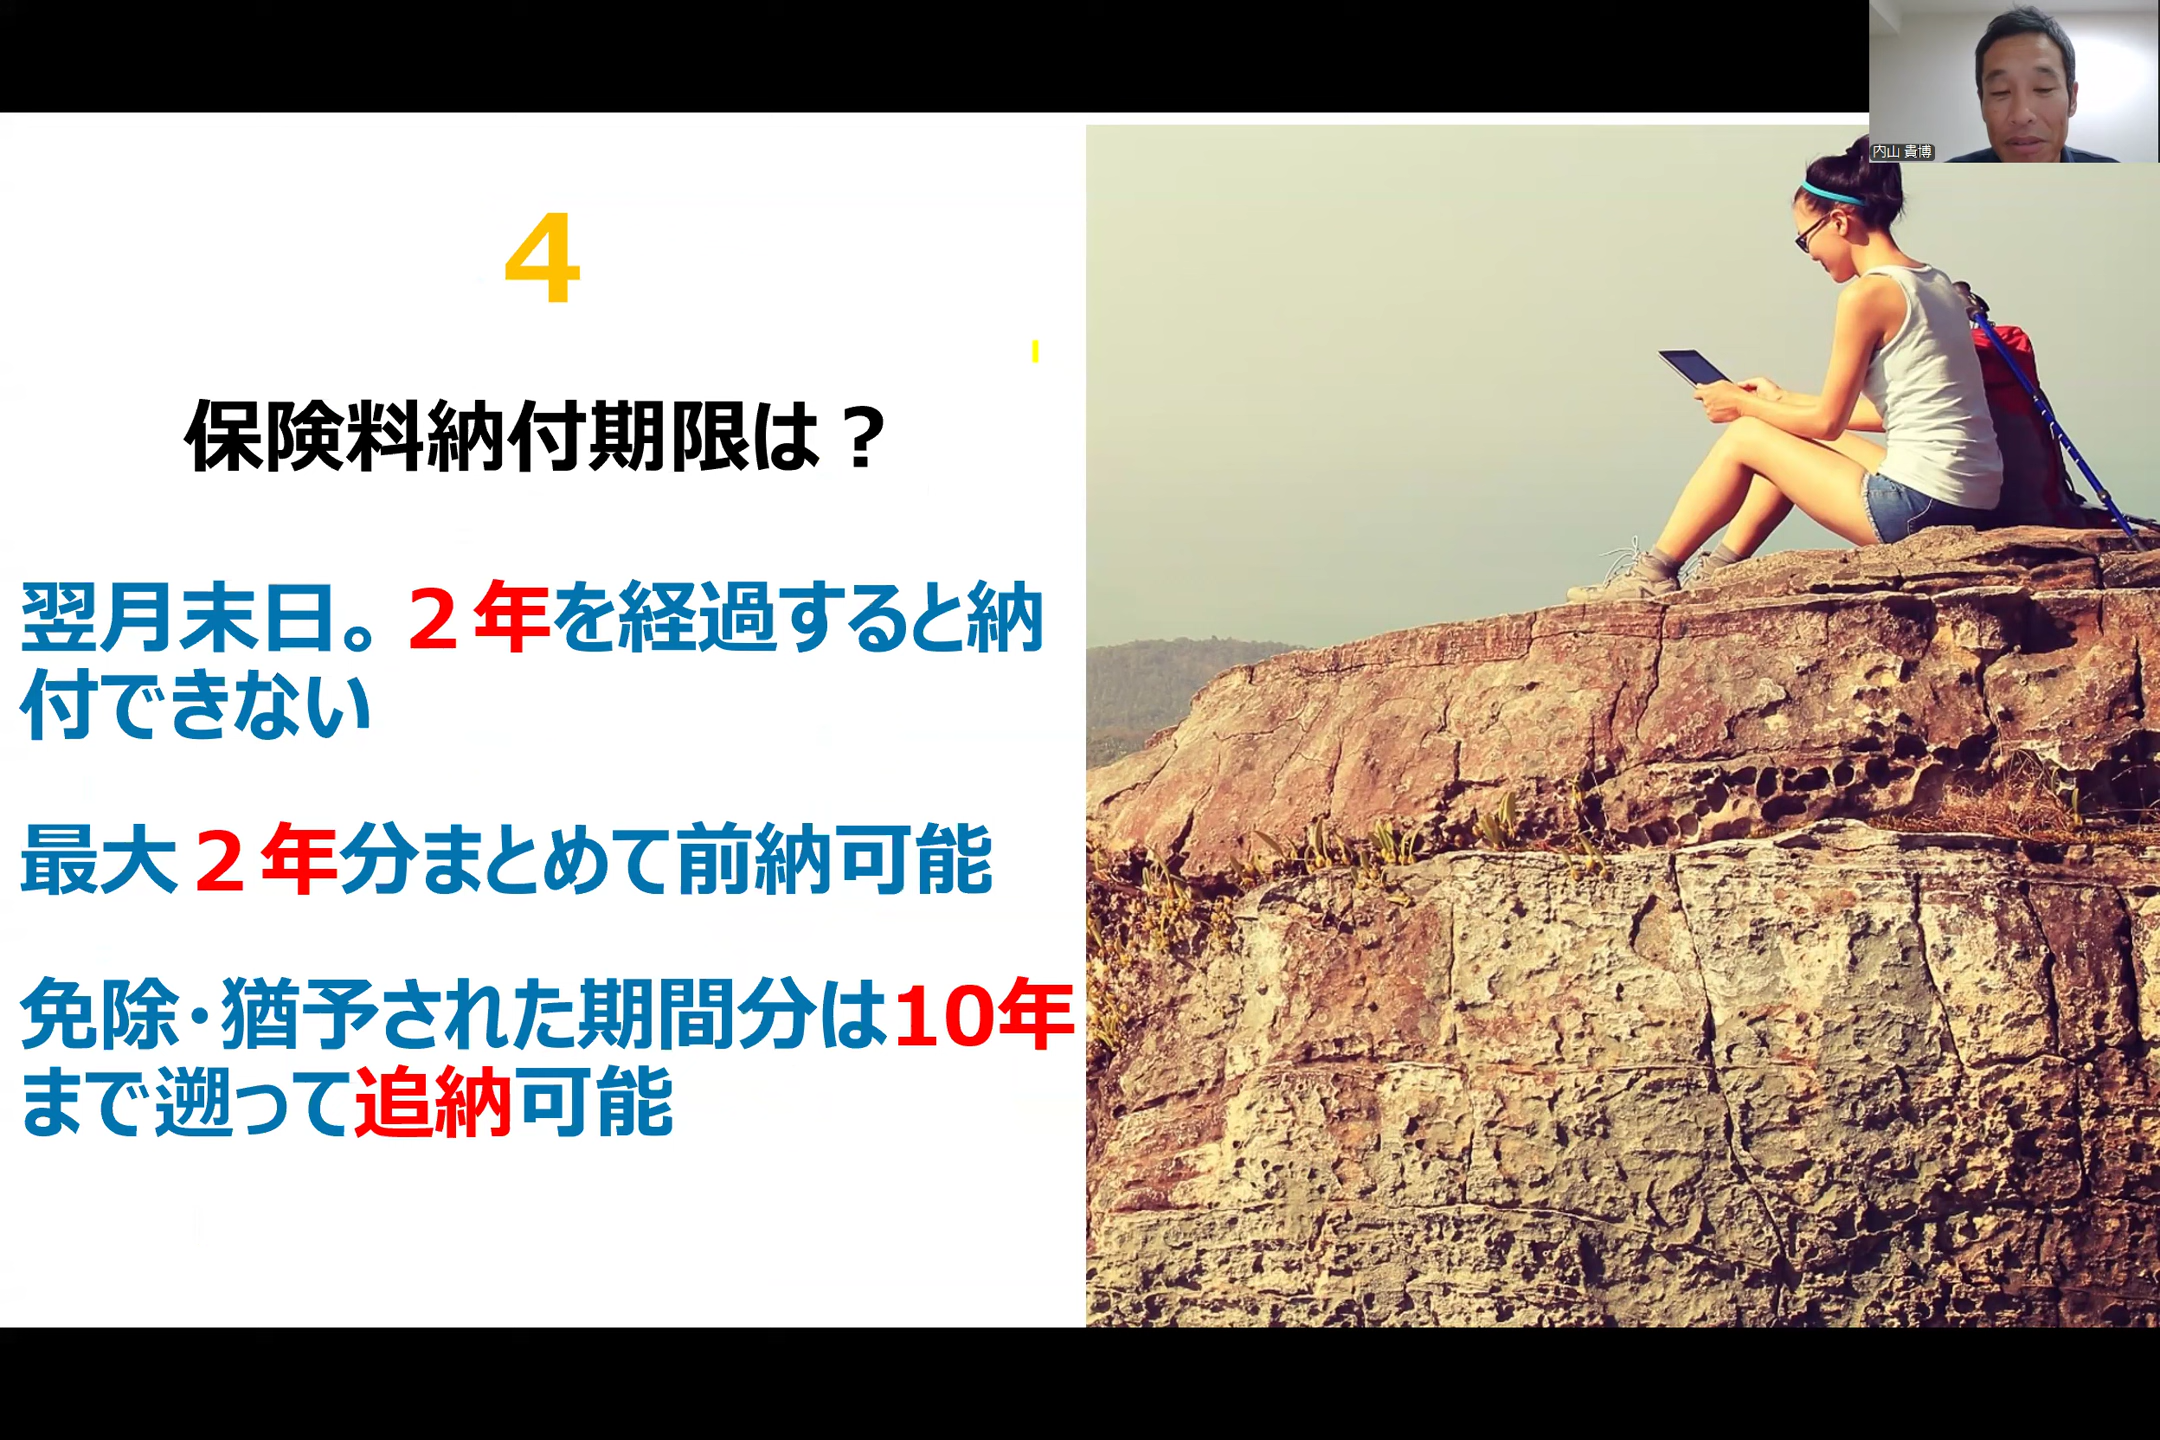 内山 貴博
4
保険料納付期限は？
翌月末日。２年を経過すると納
付できない
最大２年分まとめて前納可能
免除・猶予された期間分は10年
まで遡って追納可能